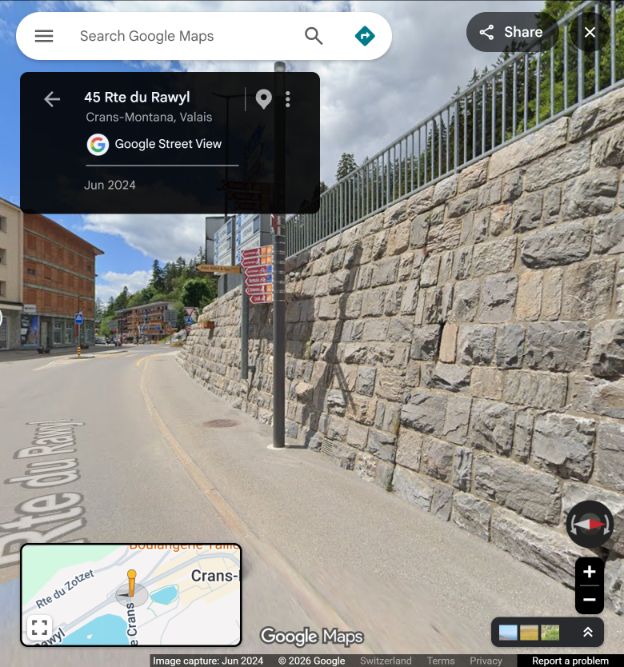 Search Google Maps
Share
45 Rte du Rawyl
Crans-Montana, Valais
Google Street View
Jun 2024
Rte du Rawyl
Boulangerie Taille
Rte du Zotzet
Crans-
e Crans
awyl
Google Maps
Image capture: Jun 2024 © 2026 Google Switzerland Terms Privacy Report a problem